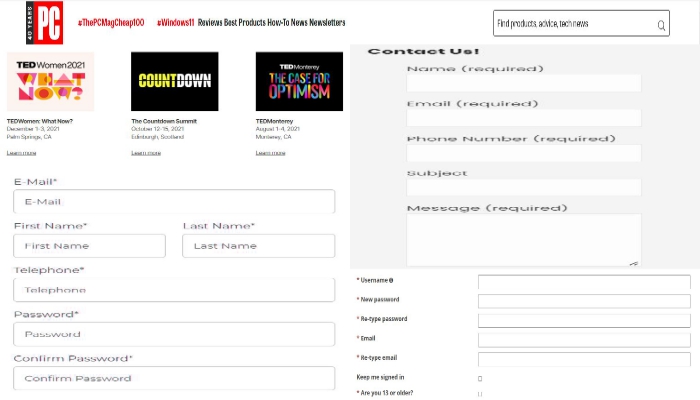 40 YEARS PC #ThePCMagCheap100 #Windows11 Reviews Best Products How-To News Newsletters Find products, advice, tech news
TEDWomen2021
WHAT
NOW?
COUNTDOWN
TEDMonterey
THE CASE FOR
OPTIMISM
TEDWomen: What Now?
December 1-3, 2021
Palm Springs, CA
Learn more
The Countdown Summit
October 12-15, 2021
Edinburgh, Scotland
Learn more
TEDMonterey
August 1-4, 2021
Monterey, CA
Learn more
Contact Us!
Name (required)
Email (required)
Phone Number (required)
Subject
Message (required)
E-Mail*
E-Mail
First Name* Last Name*
First Name Last Name
Telephone*
Telephone
Password*
Password
Confirm Password*
Confirm Password
* Username
* New password
* Re-type password
* Email
* Re-type email
Keep me signed in
* Are you 13 or older?